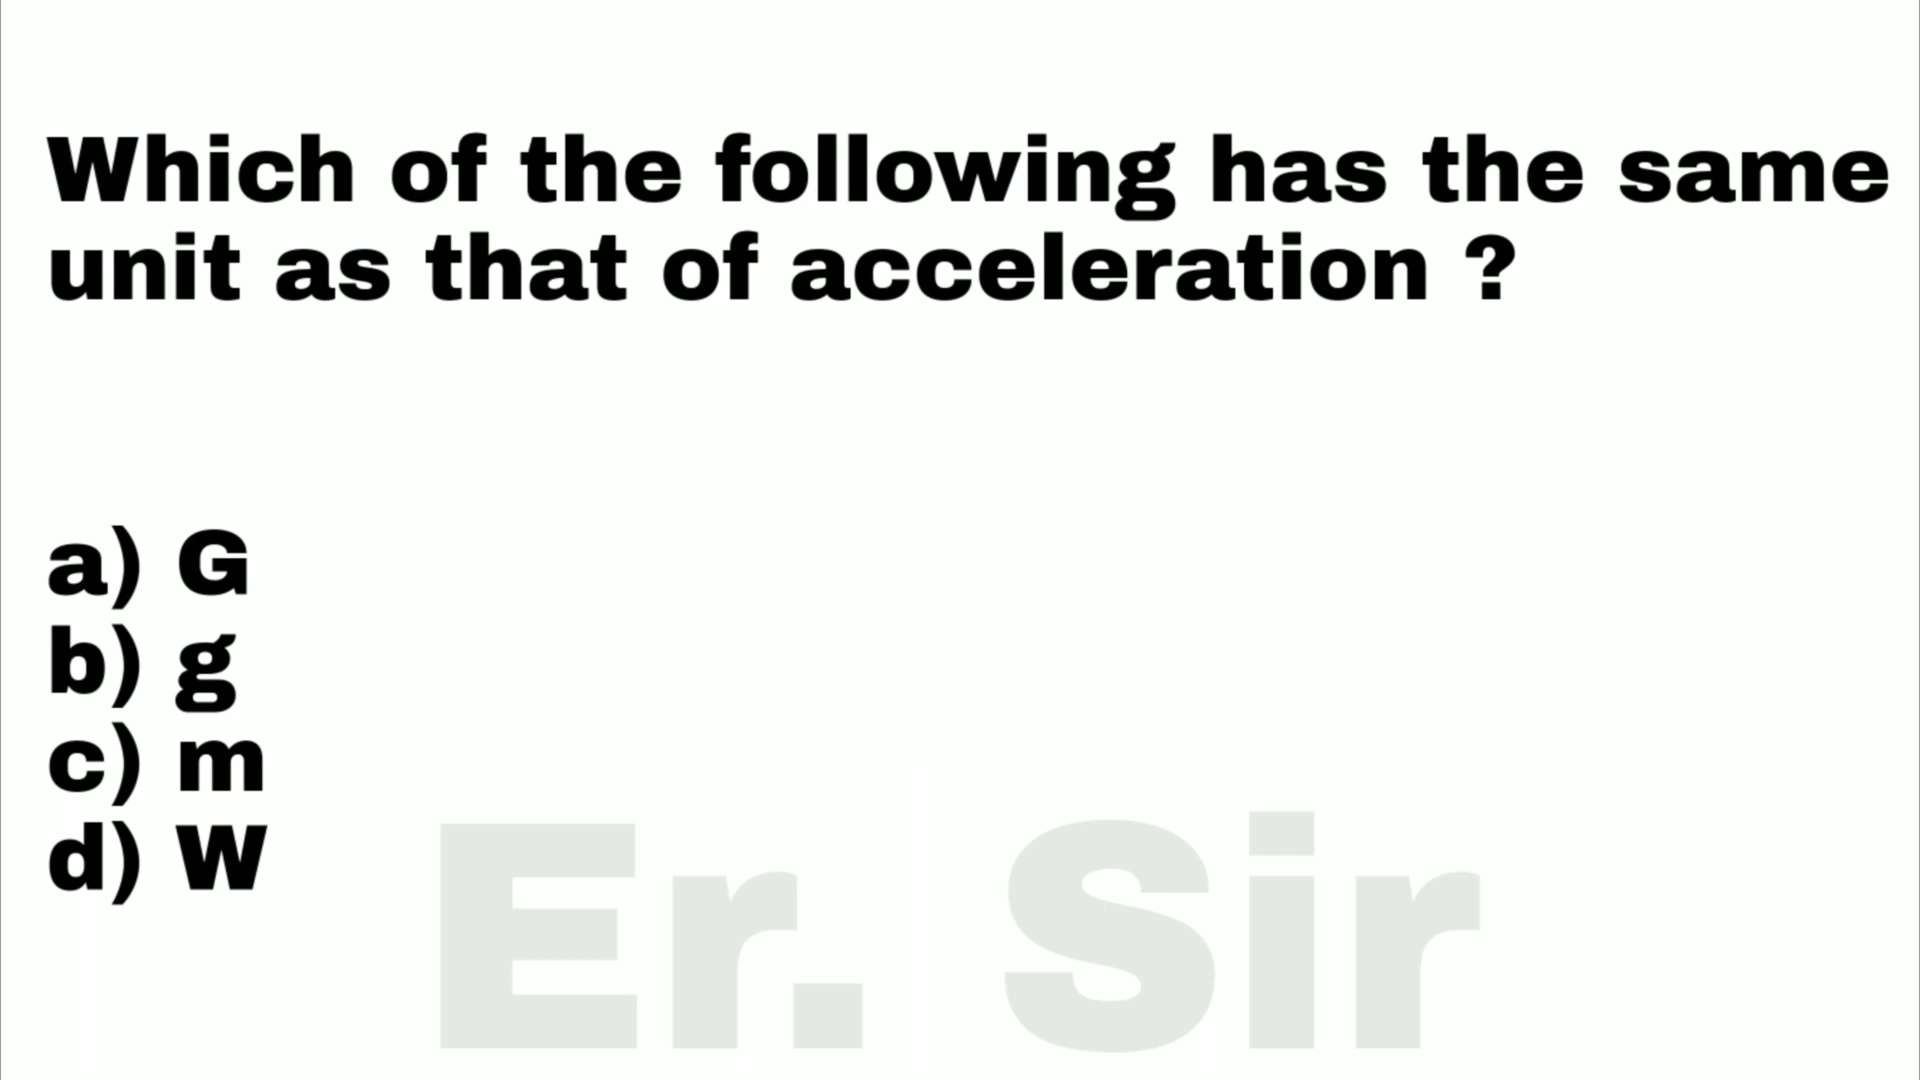 Which of the following has the same
unit as that of acceleration ?
a) G
b) g
c) m
d) W
Er. Sir